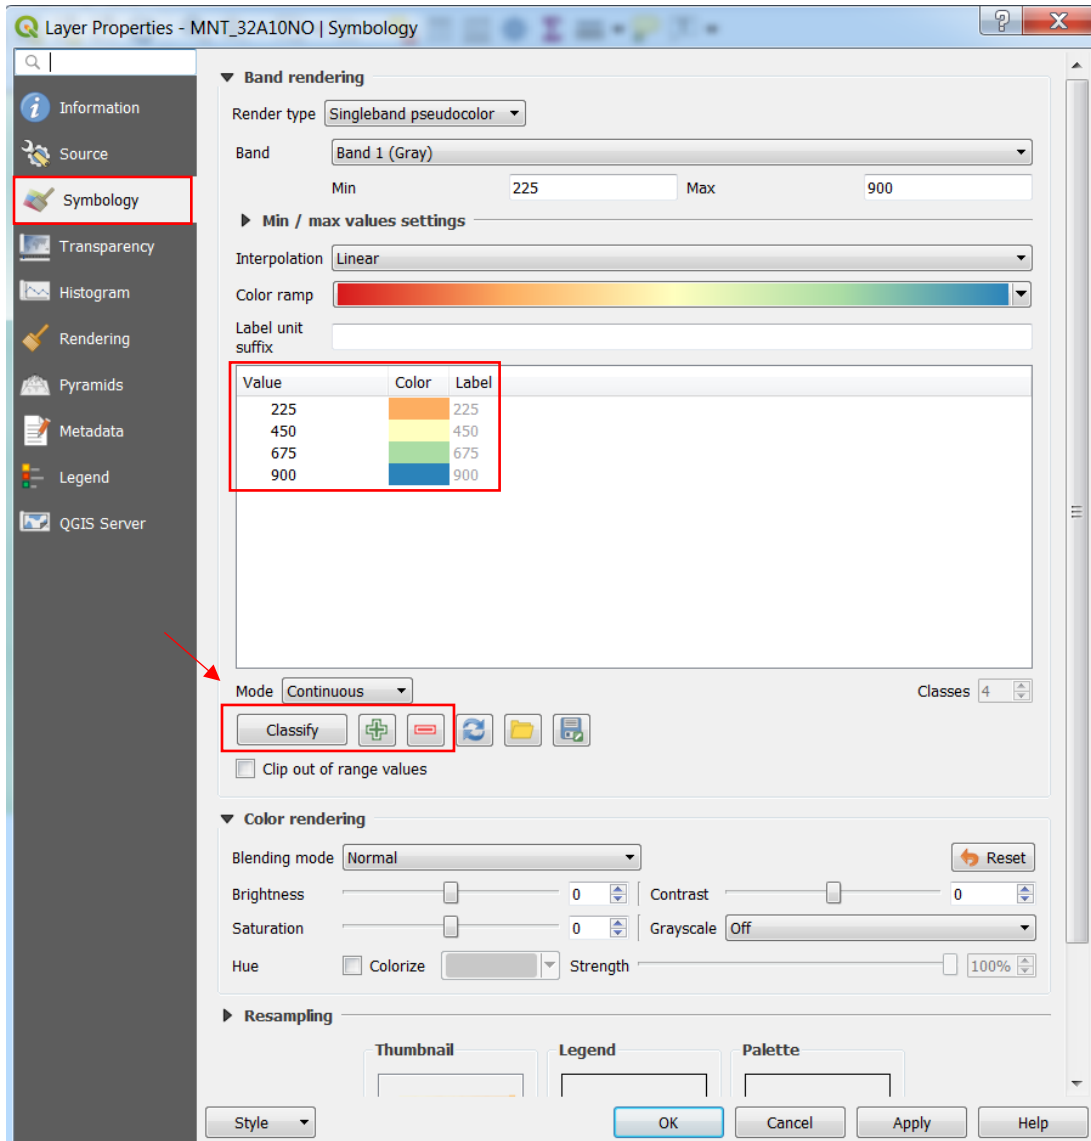 Layer Properties - MNT_32A10NO | Symbology
Information
Source
Symbology
Transparency
Histogram
Rendering
Pyramids
Metadata
Legend
QGIS Server
Band rendering
Render type Singleband pseudocolor
Band Band 1 (Gray)
Min 225 Max 900
Min / max values settings
Interpolation Linear
Color ramp
Label unit
suffix
Value Color Label
225 225
450 450
675 675
900 900
Mode Continuous Classes 4
Classify
Clip out of range values
Color rendering
Blending mode Normal Reset
Brightness 0 Contrast 0
Saturation 0 Grayscale Off
Hue Colorize Strength 100%
Resampling
Thumbnail Legend Palette
Style OK Cancel Apply Help